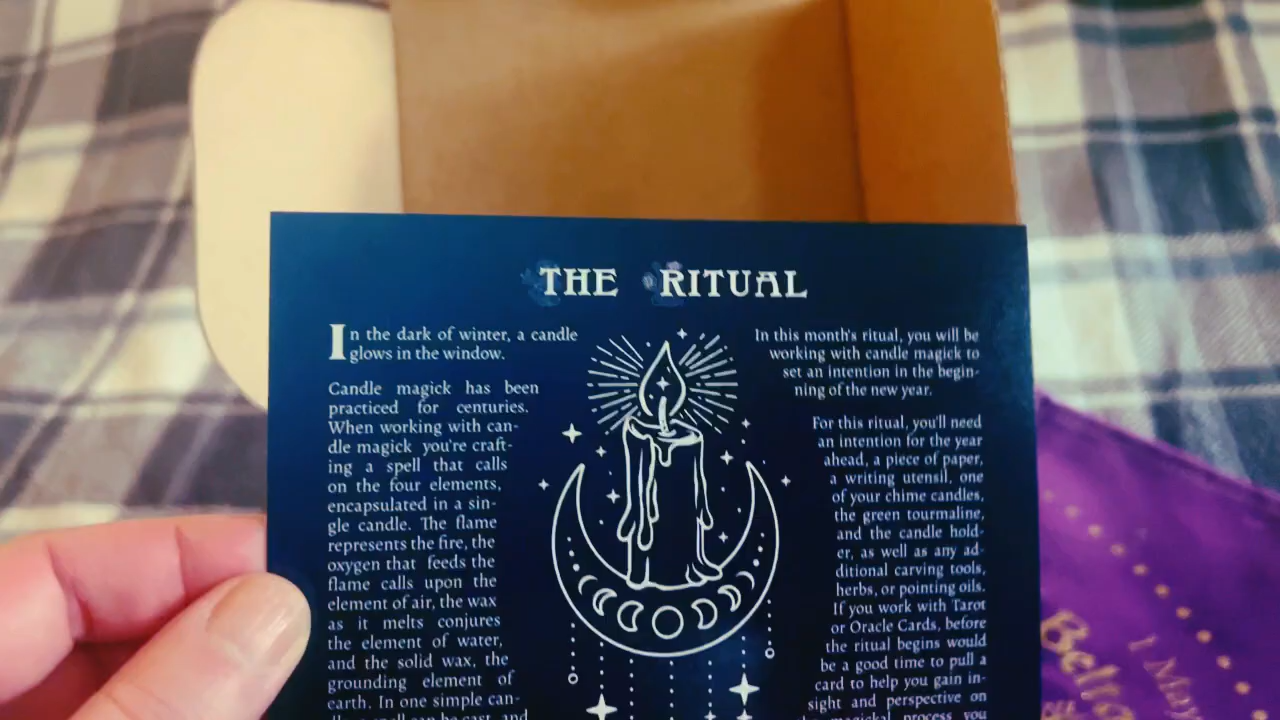 THE RITUAL
In the dark of winter, a candle
glows in the window.
Candle magick has been
practiced for centuries.
When working with can-
dle magick you're craft-
ing a spell that calls
on the four elements,
encapsulated in a sin-
gle candle. The flame
represents the fire, the
oxygen that feeds the
flame calls upon the
element of air, the wax
as it melts conjures
the element of water,
and the solid wax, the
grounding element of
earth. In one simple can-
In this month's ritual, you will be
working with candle magick to
set an intention in the begin-
ning of the new year.
For this ritual, you'll need
an intention for the year
ahead, a piece of paper,
a writing utensil, one
of your chime candles,
the green tourmaline,
and the candle hold-
er, as well as any ad-
ditional carving tools,
herbs, or pointing oils.
If you work with Tarot
or Oracle Cards, before
the ritual begins would
be a good time to pull a
card to help you gain in-
sight and perspective on
magickal process you
I